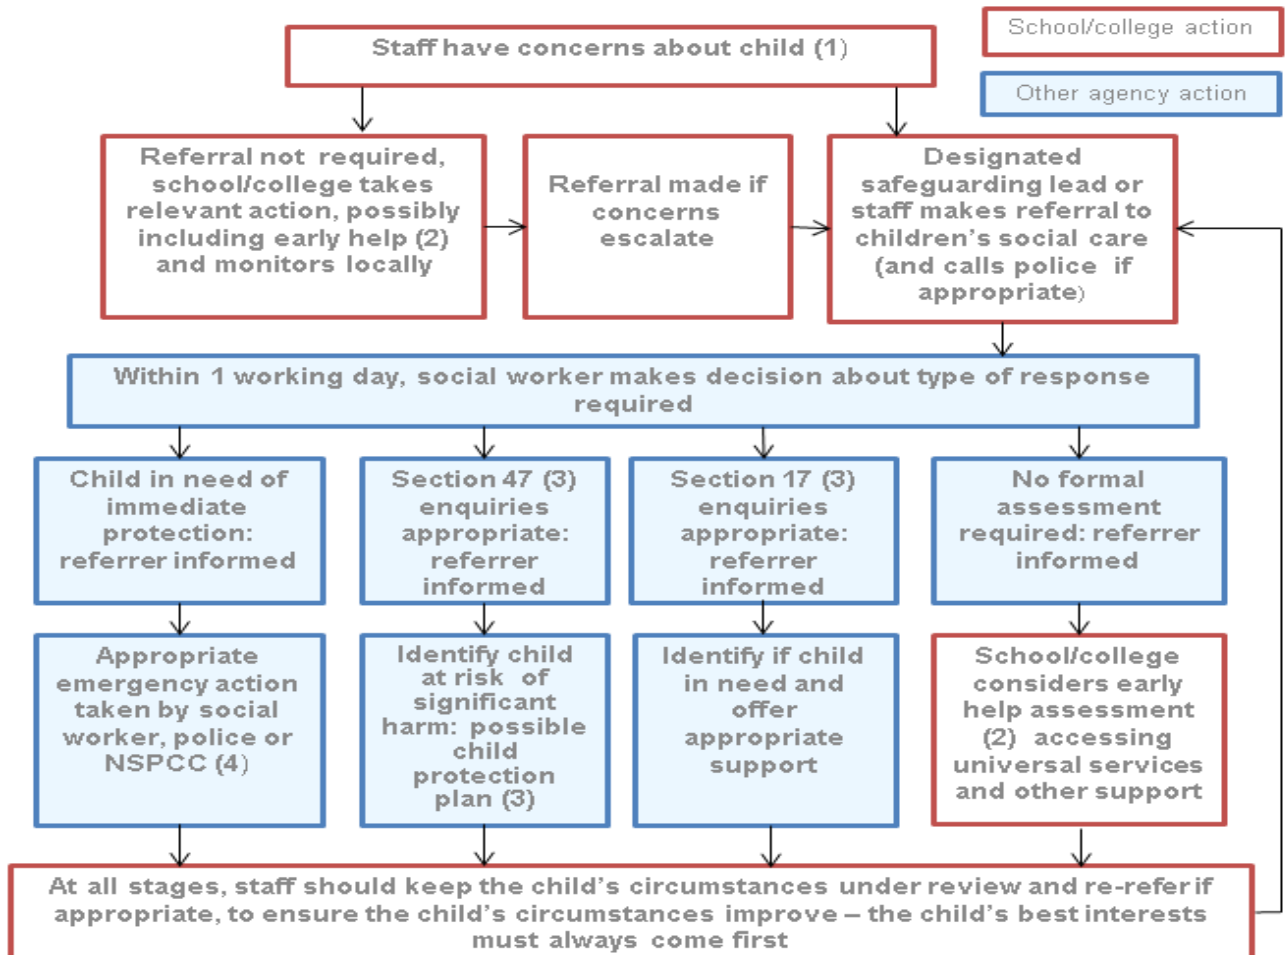 School/college action
Staff have concerns about child (1)
Other agency action
Referral not required,
school/college takes
relevant action, possibly
including early help (2)
and monitors locally
Referral made if
concerns
escalate
Designated
safeguarding lead or
staff makes referral to
children’s social care
(and calls police if
appropriate)
Within 1 working day, social worker makes decision about type of response
required
Child in need of
immediate
protection:
referrer informed
Section 47 (3)
enquiries
appropriate:
referrer
informed
Section 17 (3)
enquiries
appropriate:
referrer
informed
No formal
assessment
required: referrer
informed
Appropriate
emergency action
taken by social
worker, police or
NSPCC (4)
Identify child
at risk of
significant
harm: possible
child
protection
plan (3)
Identify if child
in need and
offer
appropriate
support
School/college
considers early
help assessment
(2) accessing
universal services
and other support
At all stages, staff should keep the child’s circumstances under review and re-refer if
appropriate, to ensure the child’s circumstances improve – the child’s best interests
must always come first